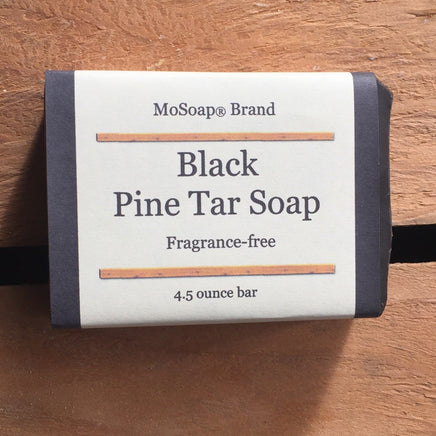 MoSoap® Brand
Black
Pine Tar Soap
Fragrance-free
4.5 ounce bar